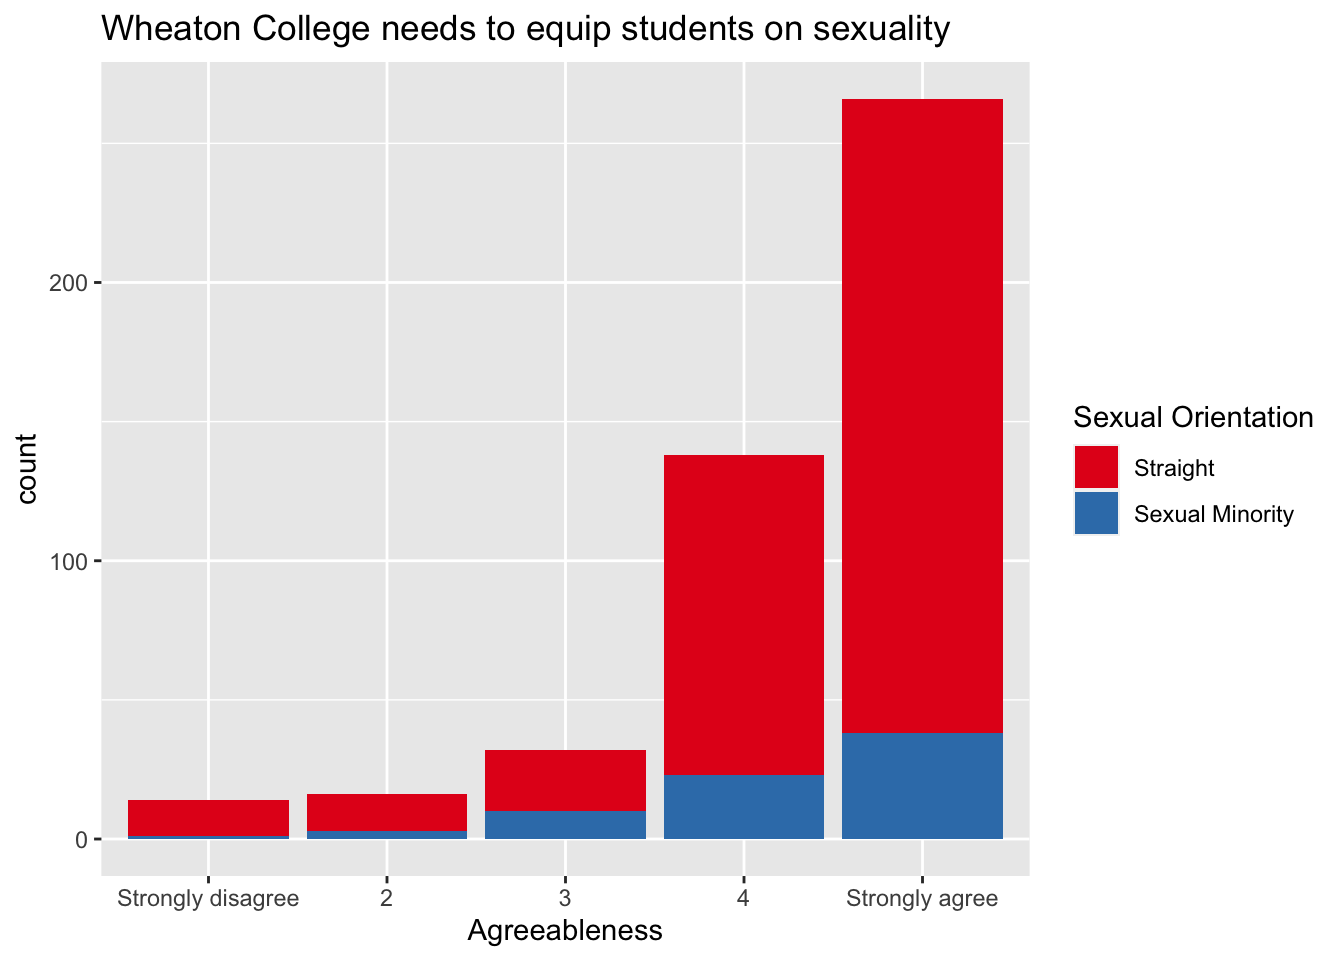 Wheaton College needs to equip students on sexuality
count
200
100
0
Strongly disagree
2
3
4
Strongly agree
Agreeableness
Sexual Orientation
Straight
Sexual Minority